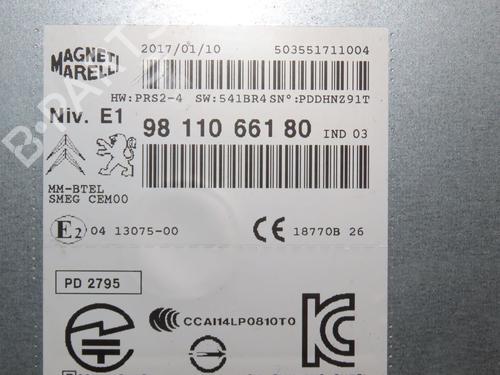 MAGNETI
MARELLI
2017/01/10 503551711004
HW:PRS2-4 SW:541BR4 SN°:PDDHNZ91T
Niv. E1
98 110 661 80 IND 03
MM-BTEL
SMEG CEM00
E2 04 13075-00
CE 18770B 26
PD 2795
CCAI14LP0810T0
B-PARTS